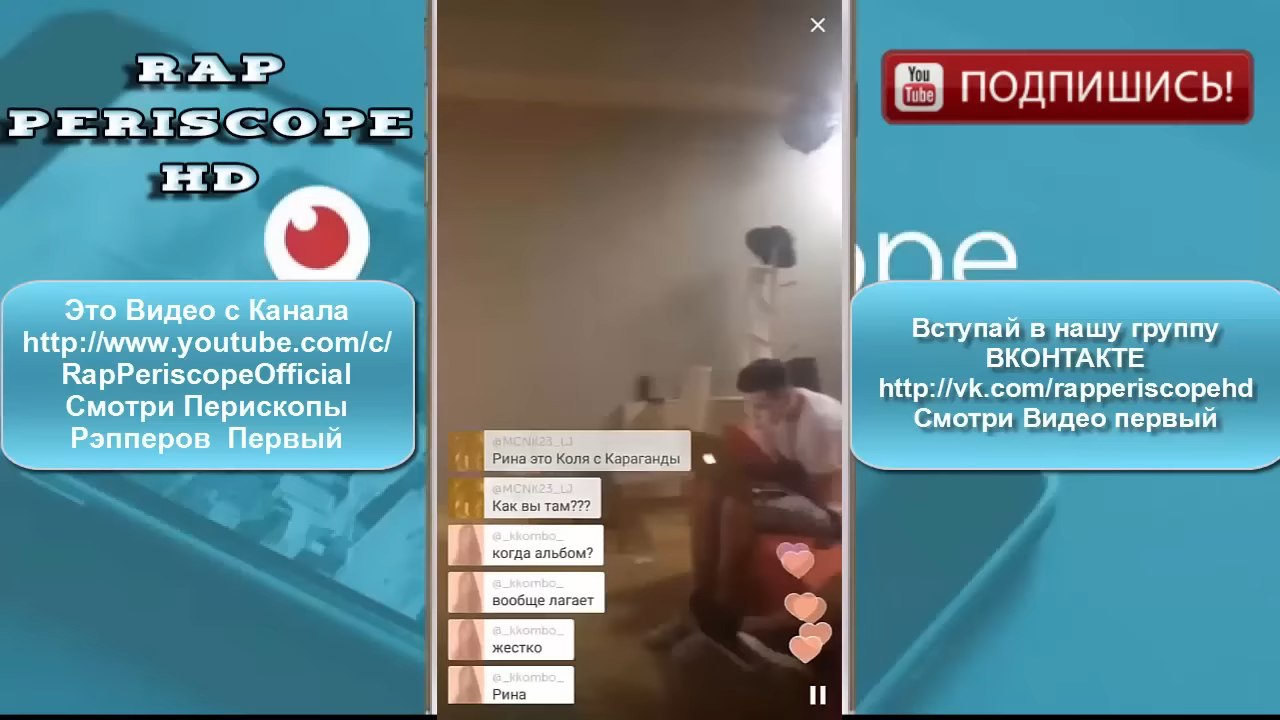 RAP
PERISCOPE
HD
Это Видео с Канала
http://www.youtube.com/c/
RapPeriscopeOfficial
Смотри Перископы
Рэпперов Первый
@MCNK23_LJ
Рина это Коля с Караганды
@MCNK23_LJ
Как вы там???
@_kkombo_
когда альбом?
@_kkombo_
вообще лагает
@_kkombo_
жестко
@_kkombo_
Рина
You
Tube
ПОДПИШИСЬ!
ope
Вступай в нашу группу
ВКОНТАКТЕ
http://vk.com/rapperiscopehd
Смотри Видео первый